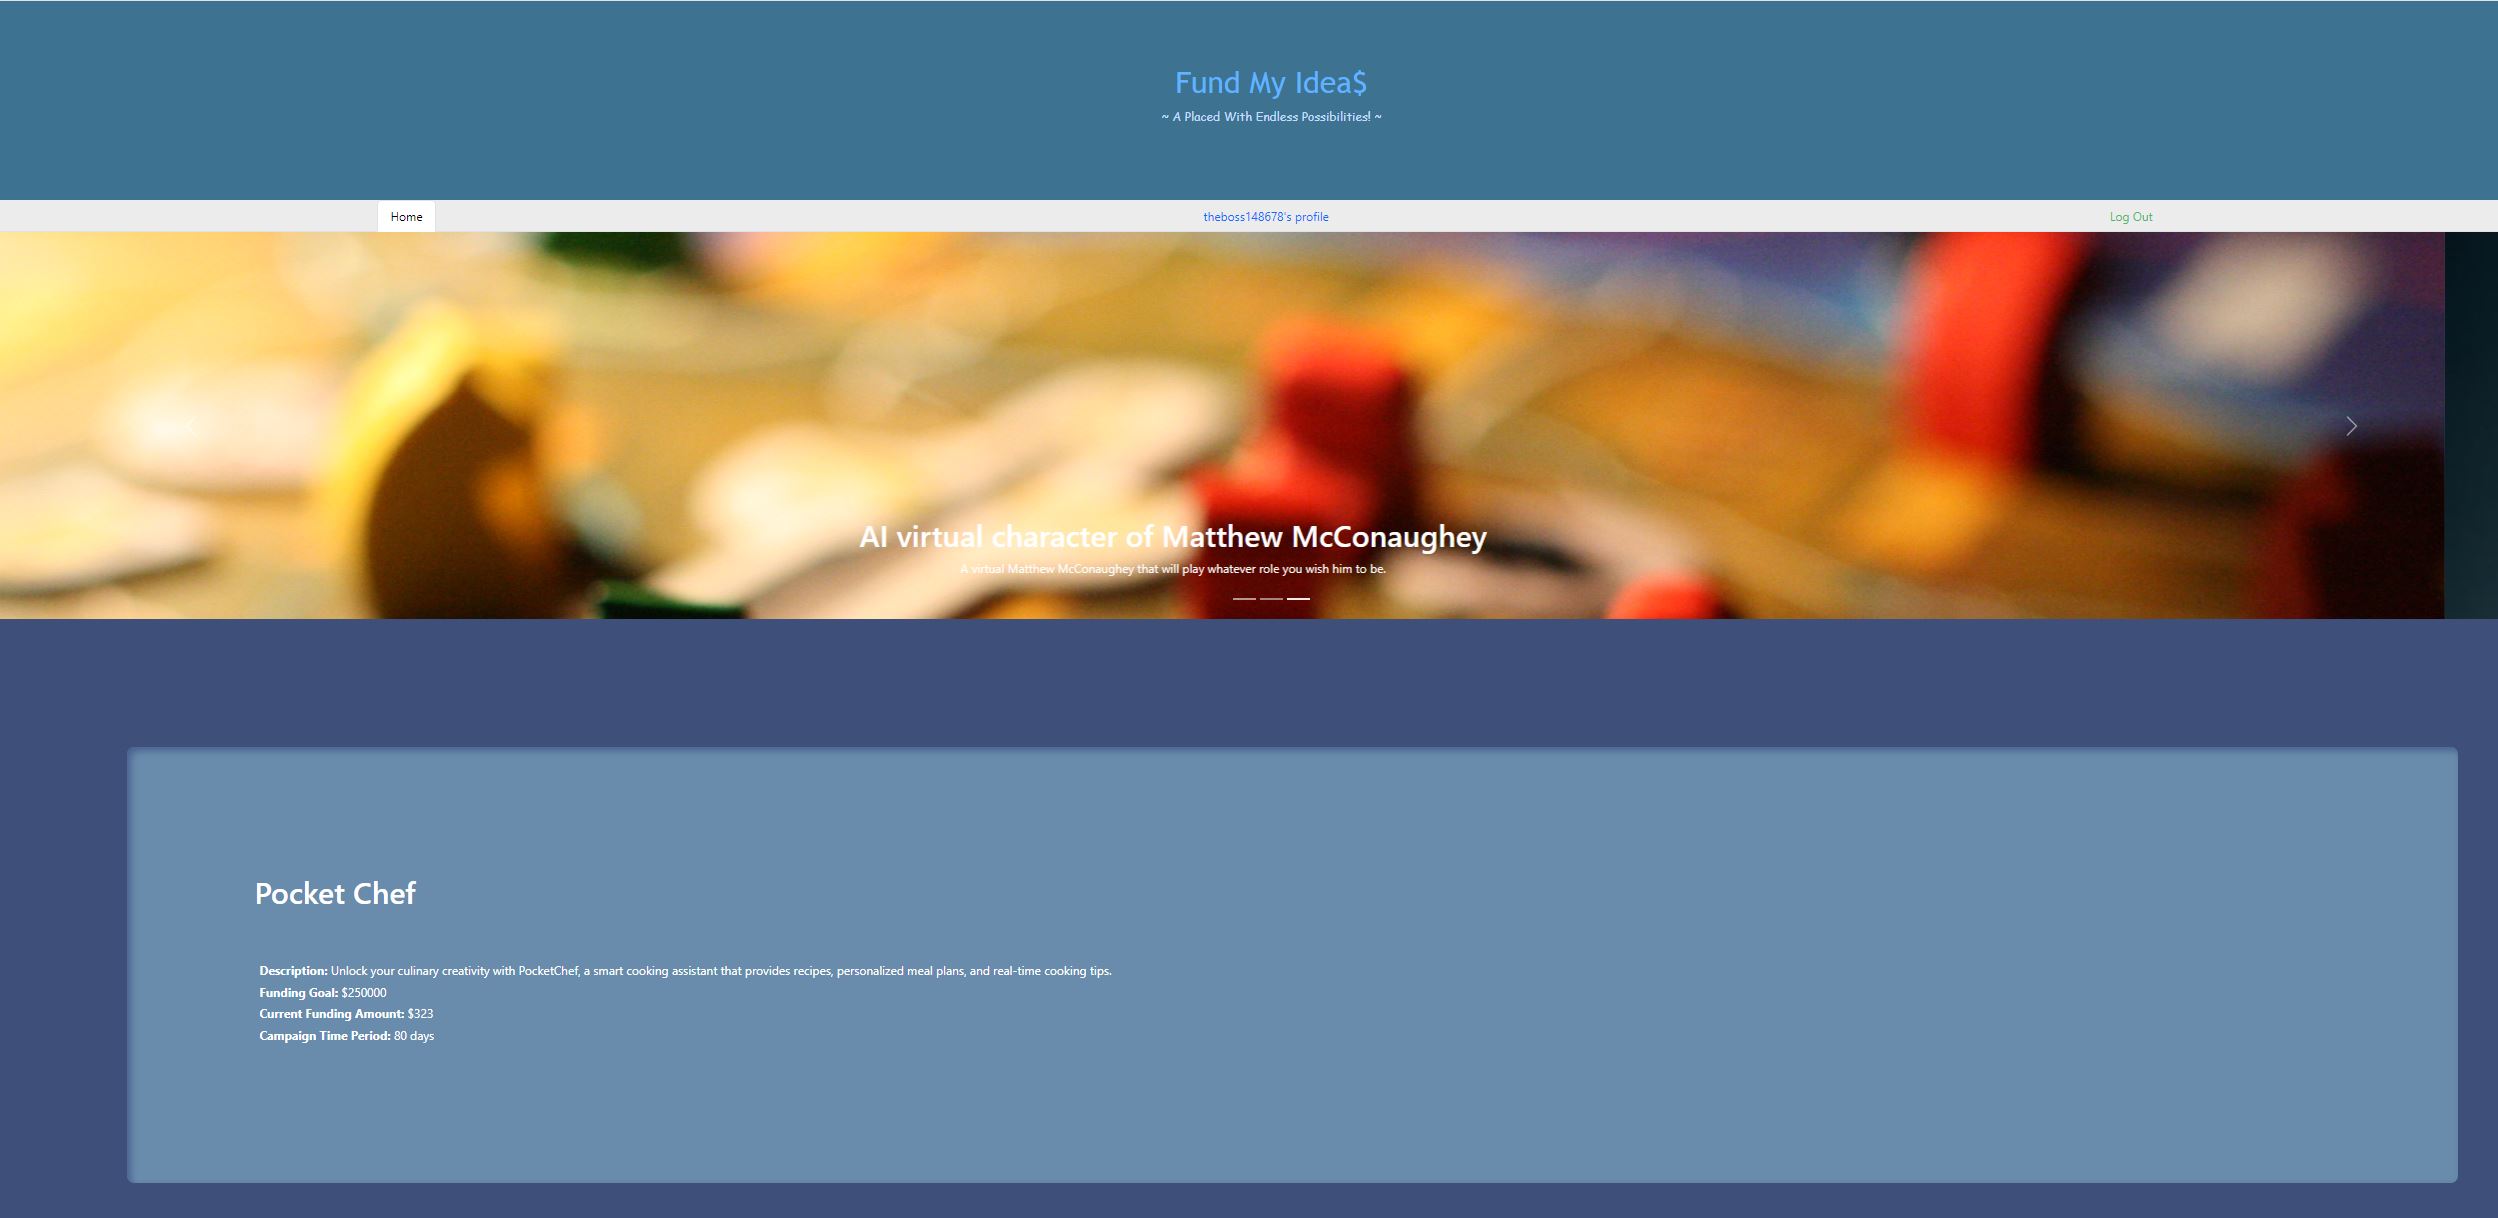 Fund My Idea$
~ A Placed With Endless Possibilities! ~
Home
theboss148678's profile
Log Out
AI virtual character of Matthew McConaughey
A virtual Matthew McConaughey that will play whatever role you wish him to be.
Pocket Chef
Description: Unlock your culinary creativity with PocketChef, a smart cooking assistant that provides recipes, personalized meal plans, and real-time cooking tips.
Funding Goal: $250000
Current Funding Amount: $323
Campaign Time Period: 80 days